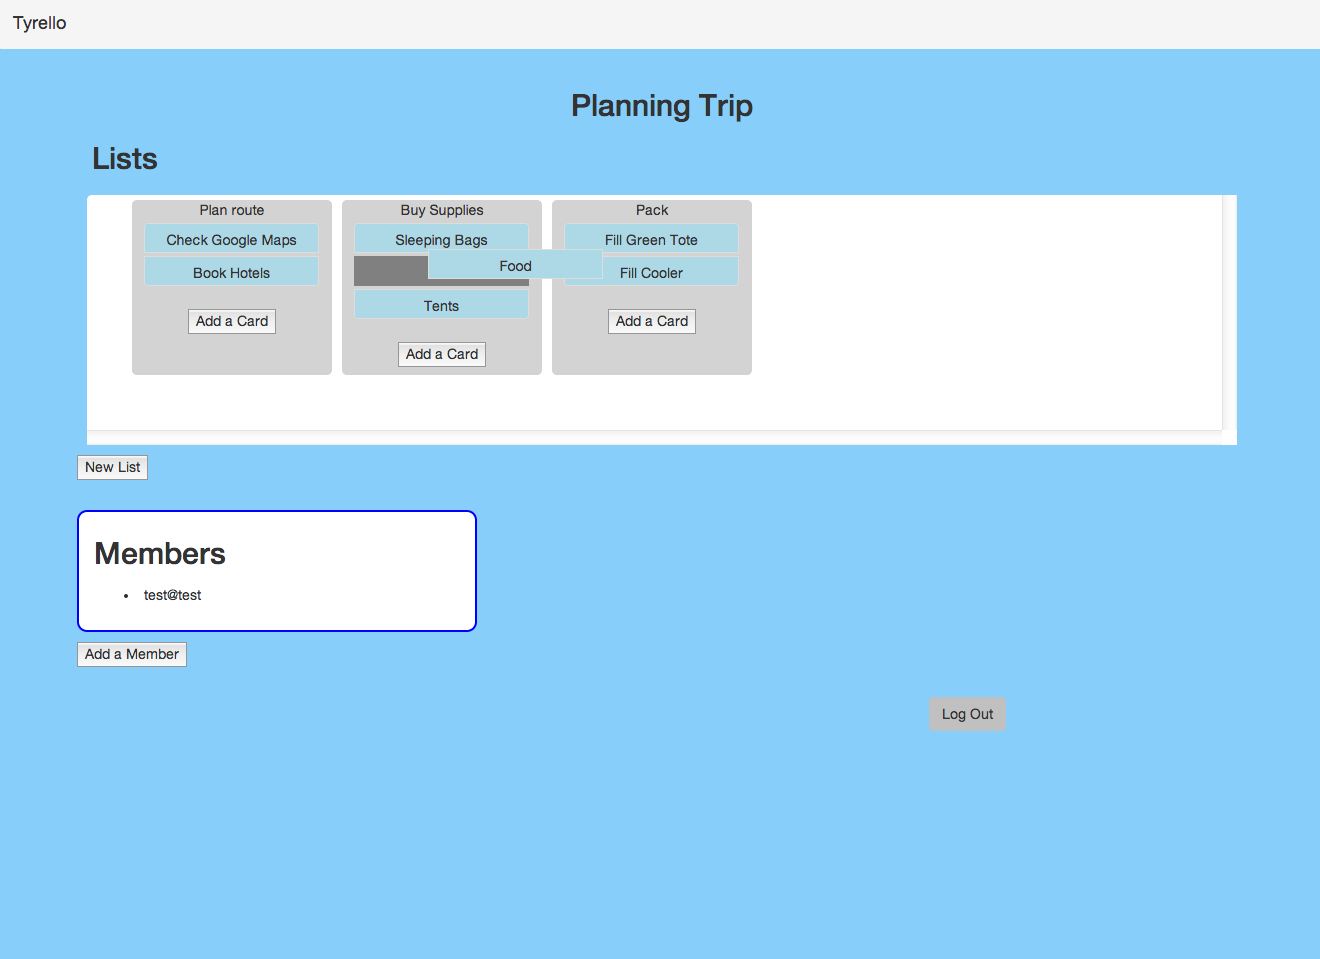 Tyrello
Planning Trip
Lists
Plan route
Check Google Maps
Book Hotels
Add a Card
Buy Supplies
Sleeping Bags
Food
Tents
Add a Card
Pack
Fill Green Tote
Fill Cooler
Add a Card
New List
Members
• test@test
Add a Member
Log Out